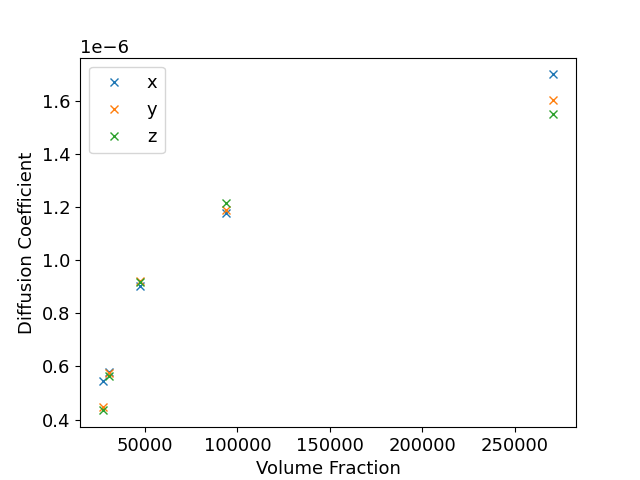 1e−6
x
y
z
1.6
1.4
1.2
1.0
0.8
0.6
0.4
Diffusion Coefficient
50000 100000 150000 200000 250000
Volume Fraction